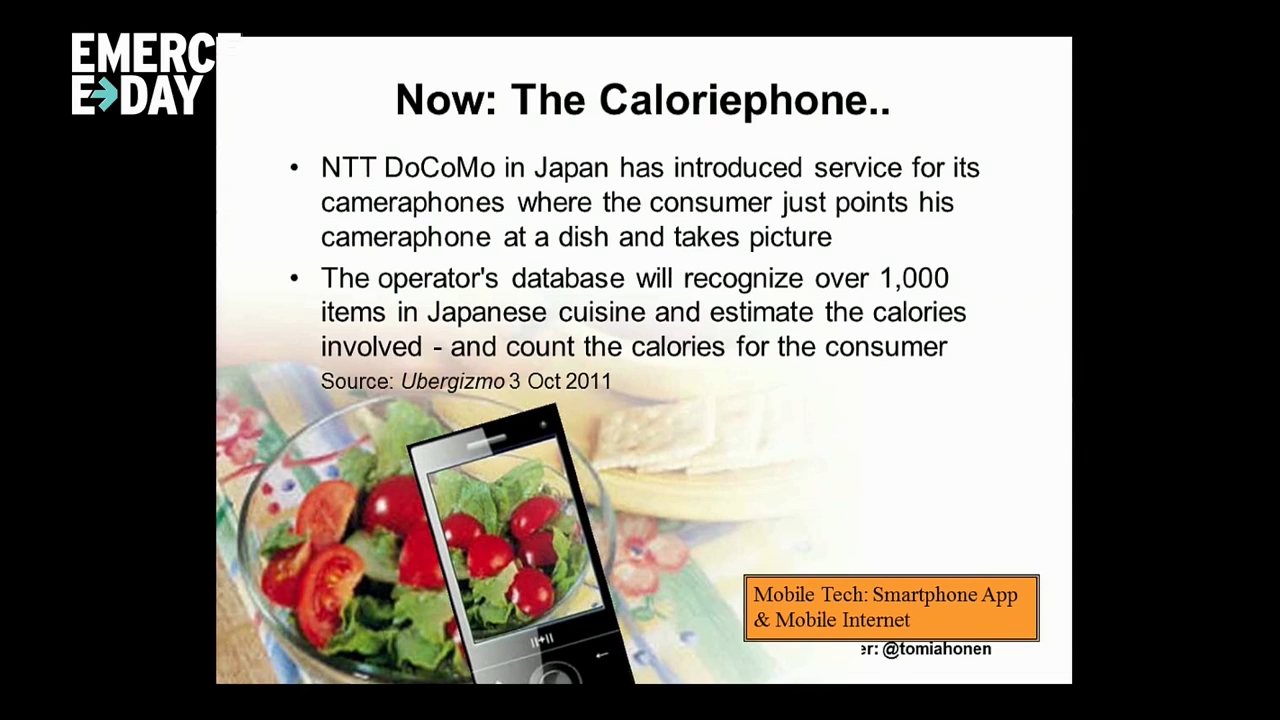 EMERCE
E→DAY
Now: The Caloriephone..
• NTT DoCoMo in Japan has introduced service for its
cameraphones where the consumer just points his
cameraphone at a dish and takes picture
• The operator's database will recognize over 1,000
items in Japanese cuisine and estimate the calories
involved - and count the calories for the consumer
Source: Ubergizmo 3 Oct 2011
Mobile Tech: Smartphone App
& Mobile Internet
er: @tomiahonen